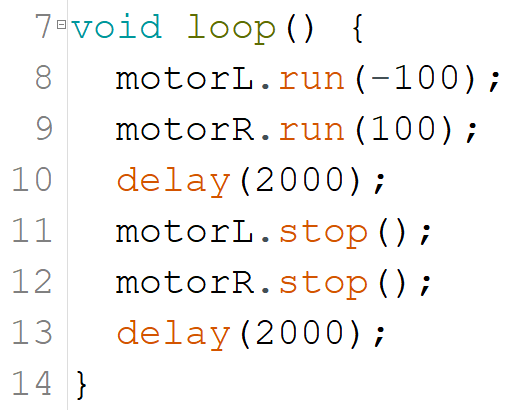 7 void loop() {
8   motorL.run(-100);
9   motorR.run(100);
10   delay(2000);
11   motorL.stop();
12   motorR.stop();
13   delay(2000);
14 }